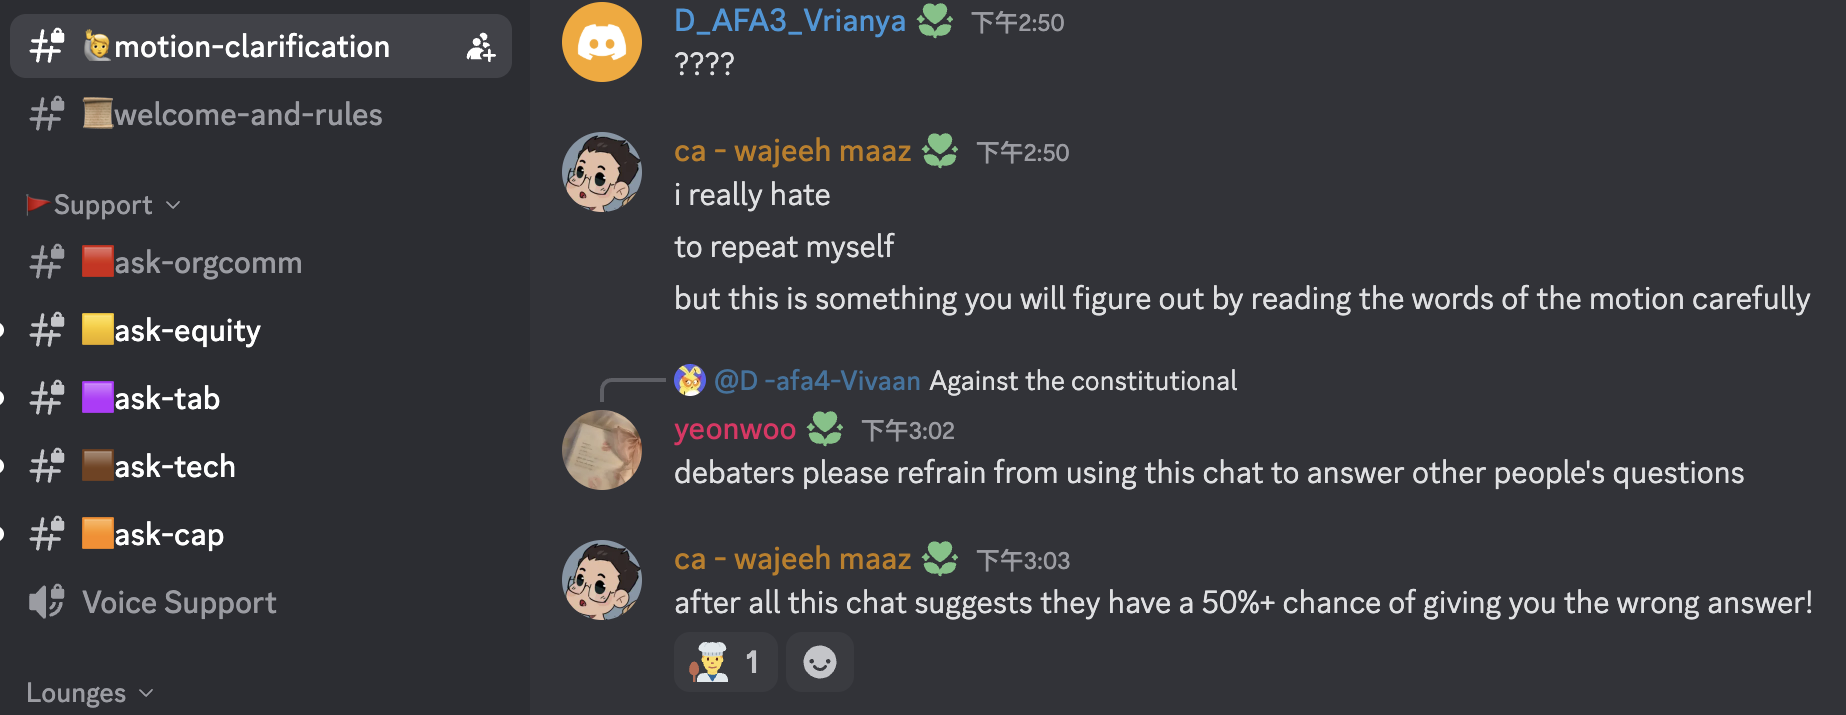 motion-clarification
welcome-and-rules
Support
ask-orgcomm
ask-equity
ask-tab
ask-tech
ask-cap
Voice Support
Lounges
D_AFA3_Vrianya 下午2:50
????
ca - wajeeh maaz 下午2:50
i really hate
to repeat myself
but this is something you will figure out by reading the words of the motion carefully
@D -afa4-Vivaan Against the constitutional
yeonwoo 下午3:02
debaters please refrain from using this chat to answer other people's questions
ca - wajeeh maaz 下午3:03
after all this chat suggests they have a 50%+ chance of giving you the wrong answer!
1